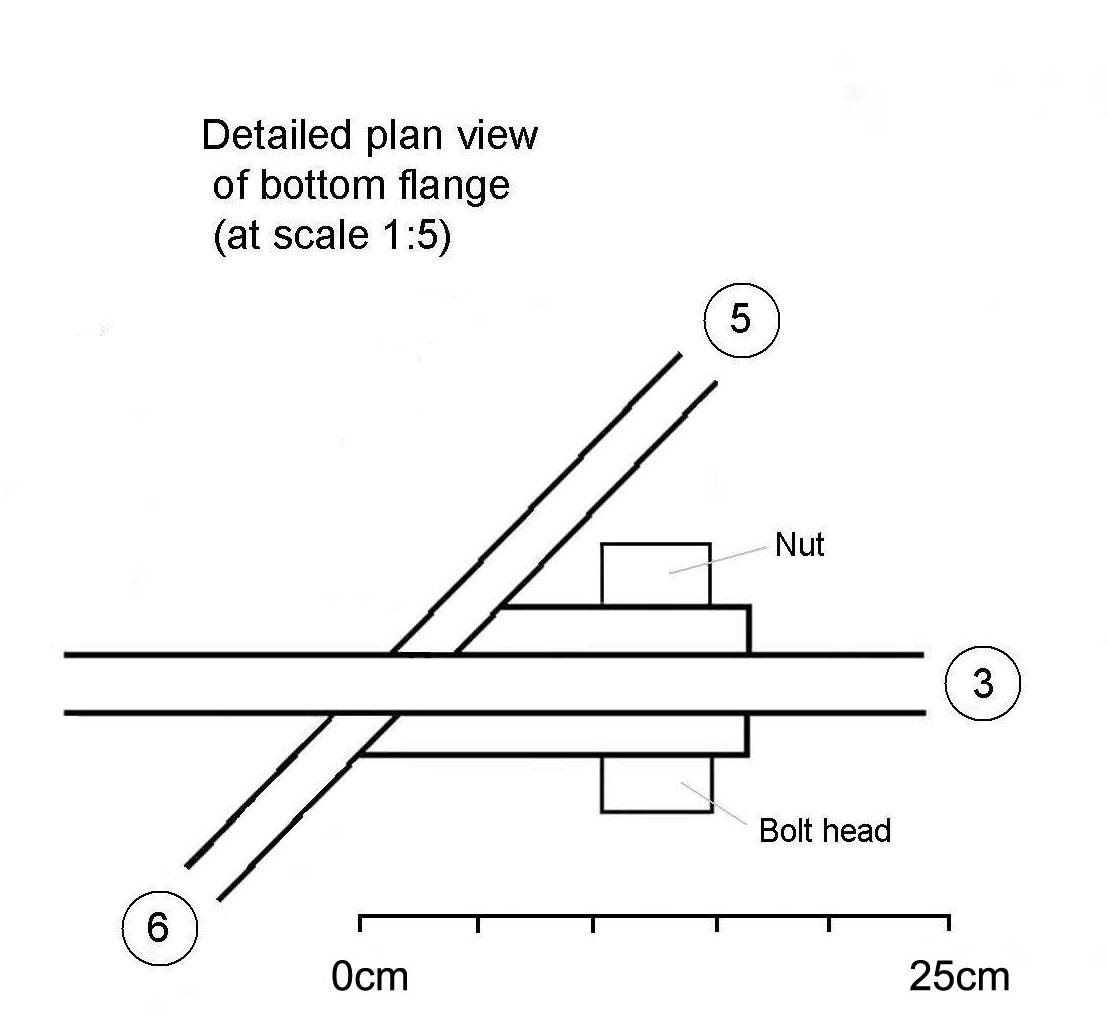 Detailed plan view
of bottom flange
(at scale 1:5)
5
Nut
3
Bolt head
6
0cm 25cm